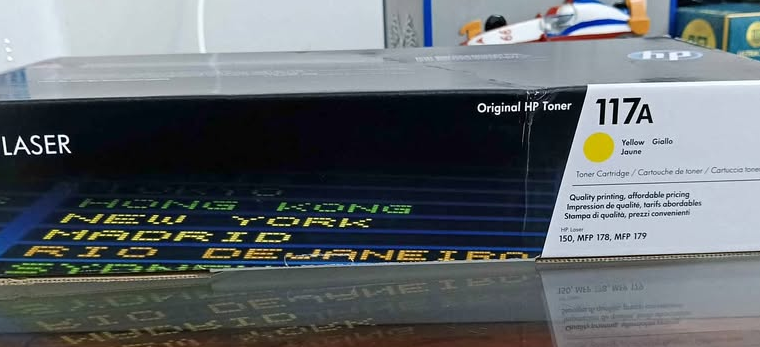 hp
Original HP Toner
117A
LASER
Yellow Giallo
Jaune
Toner Cartridge / Cartouche de toner / Cartuccia toner
Quality printing, affordable pricing
Impression de qualité, tarifs abordables
Stampa di qualità, prezzi convenienti
HP Laser
150, MFP 178, MFP 179
HONG KONG
NEW YORK
MADRID
RIO DEJANEIRO